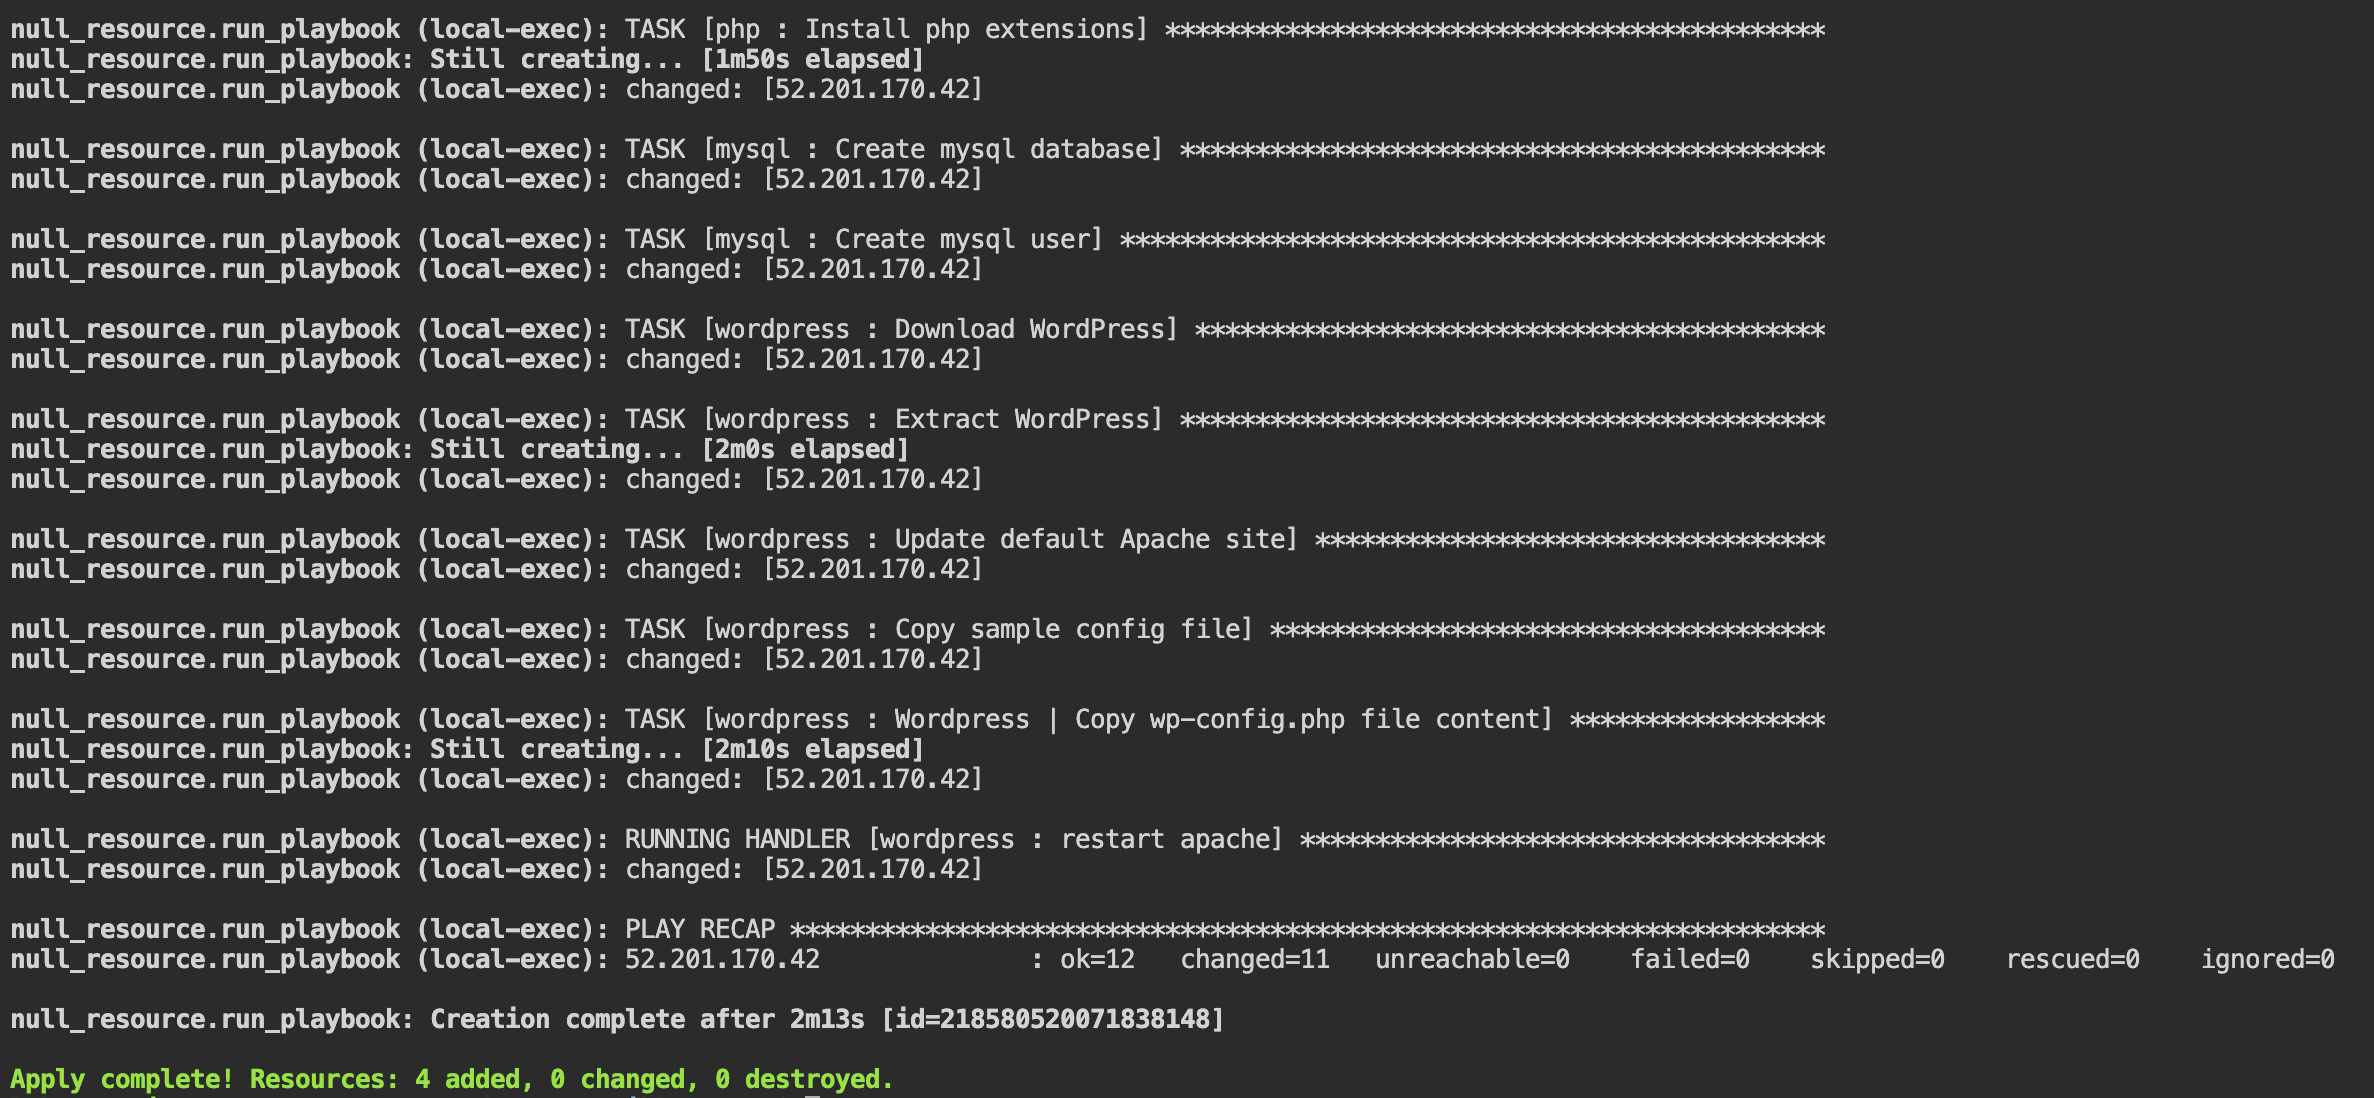 null_resource.run_playbook (local-exec): TASK [php : Install php extensions] ********************************************
null_resource.run_playbook: Still creating... [1m50s elapsed]
null_resource.run_playbook (local-exec): changed: [52.201.170.42]
null_resource.run_playbook (local-exec): TASK [mysql : Create mysql database] *******************************************
null_resource.run_playbook (local-exec): changed: [52.201.170.42]
null_resource.run_playbook (local-exec): TASK [mysql : Create mysql user] ***********************************************
null_resource.run_playbook (local-exec): changed: [52.201.170.42]
null_resource.run_playbook (local-exec): TASK [wordpress : Download WordPress] ******************************************
null_resource.run_playbook (local-exec): changed: [52.201.170.42]
null_resource.run_playbook (local-exec): TASK [wordpress : Extract WordPress] *******************************************
null_resource.run_playbook: Still creating... [2m0s elapsed]
null_resource.run_playbook (local-exec): changed: [52.201.170.42]
null_resource.run_playbook (local-exec): TASK [wordpress : Update default Apache site] **********************************
null_resource.run_playbook (local-exec): changed: [52.201.170.42]
null_resource.run_playbook (local-exec): TASK [wordpress : Copy sample config file] *************************************
null_resource.run_playbook (local-exec): changed: [52.201.170.42]
null_resource.run_playbook (local-exec): TASK [wordpress : Wordpress | Copy wp-config.php file content] *****************
null_resource.run_playbook: Still creating... [2m10s elapsed]
null_resource.run_playbook (local-exec): changed: [52.201.170.42]
null_resource.run_playbook (local-exec): RUNNING HANDLER [wordpress : restart apache] ***********************************
null_resource.run_playbook (local-exec): changed: [52.201.170.42]
null_resource.run_playbook (local-exec): PLAY RECAP *********************************************************************
null_resource.run_playbook (local-exec): 52.201.170.42              : ok=12   changed=11   unreachable=0    failed=0    skipped=0    rescued=0    ignored=0
null_resource.run_playbook: Creation complete after 2m13s [id=218580520071838148]
Apply complete! Resources: 4 added, 0 changed, 0 destroyed.